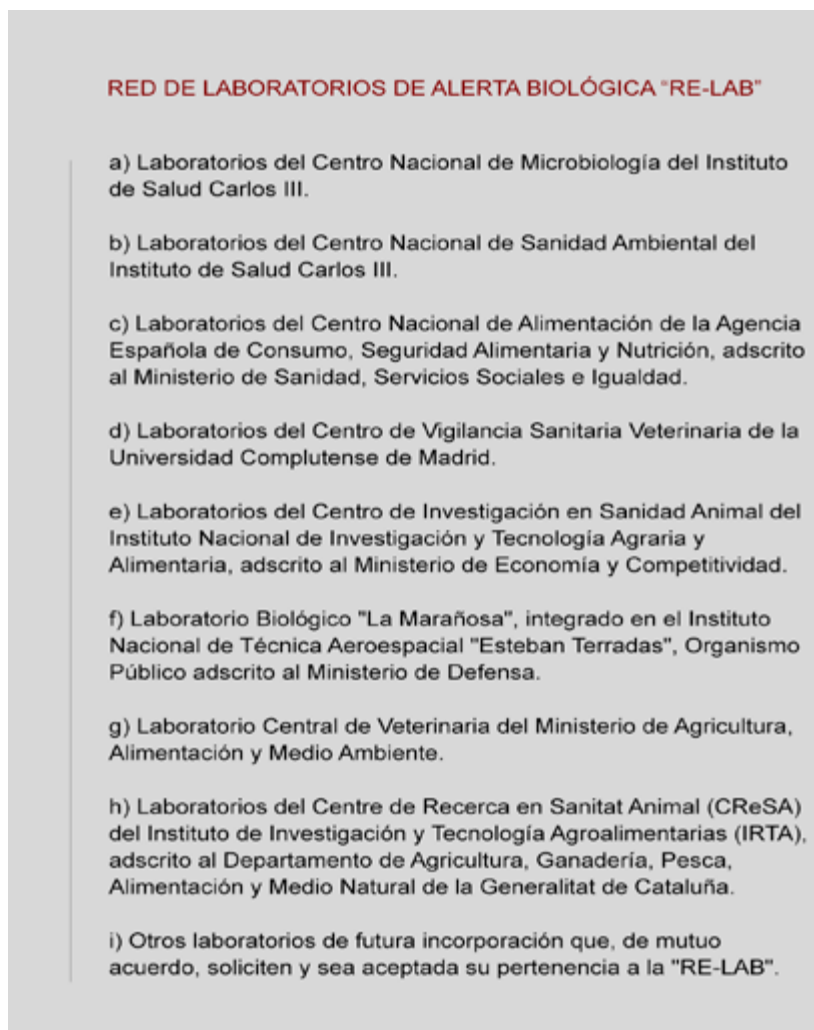 RED DE LABORATORIOS DE ALERTA BIOLÓGICA “RE-LAB”
a) Laboratorios del Centro Nacional de Microbiología del Instituto
de Salud Carlos III.
b) Laboratorios del Centro Nacional de Sanidad Ambiental del
Instituto de Salud Carlos III.
c) Laboratorios del Centro Nacional de Alimentación de la Agencia
Española de Consumo, Seguridad Alimentaria y Nutrición, adscrito
al Ministerio de Sanidad, Servicios Sociales e Igualdad.
d) Laboratorios del Centro de Vigilancia Sanitaria Veterinaria de la
Universidad Complutense de Madrid.
e) Laboratorios del Centro de Investigación en Sanidad Animal del
Instituto Nacional de Investigación y Tecnología Agraria y
Alimentaria, adscrito al Ministerio de Economía y Competitividad.
f) Laboratorio Biológico "La Marañosa", integrado en el Instituto
Nacional de Técnica Aeroespacial "Esteban Terradas", Organismo
Público adscrito al Ministerio de Defensa.
g) Laboratorio Central de Veterinaria del Ministerio de Agricultura,
Alimentación y Medio Ambiente.
h) Laboratorios del Centre de Recerca en Sanitat Animal (CReSA)
del Instituto de Investigación y Tecnología Agroalimentarias (IRTA),
adscrito al Departamento de Agricultura, Ganadería, Pesca,
Alimentación y Medio Natural de la Generalitat de Cataluña.
i) Otros laboratorios de futura incorporación que, de mutuo
acuerdo, soliciten y sea aceptada su pertenencia a la "RE-LAB".